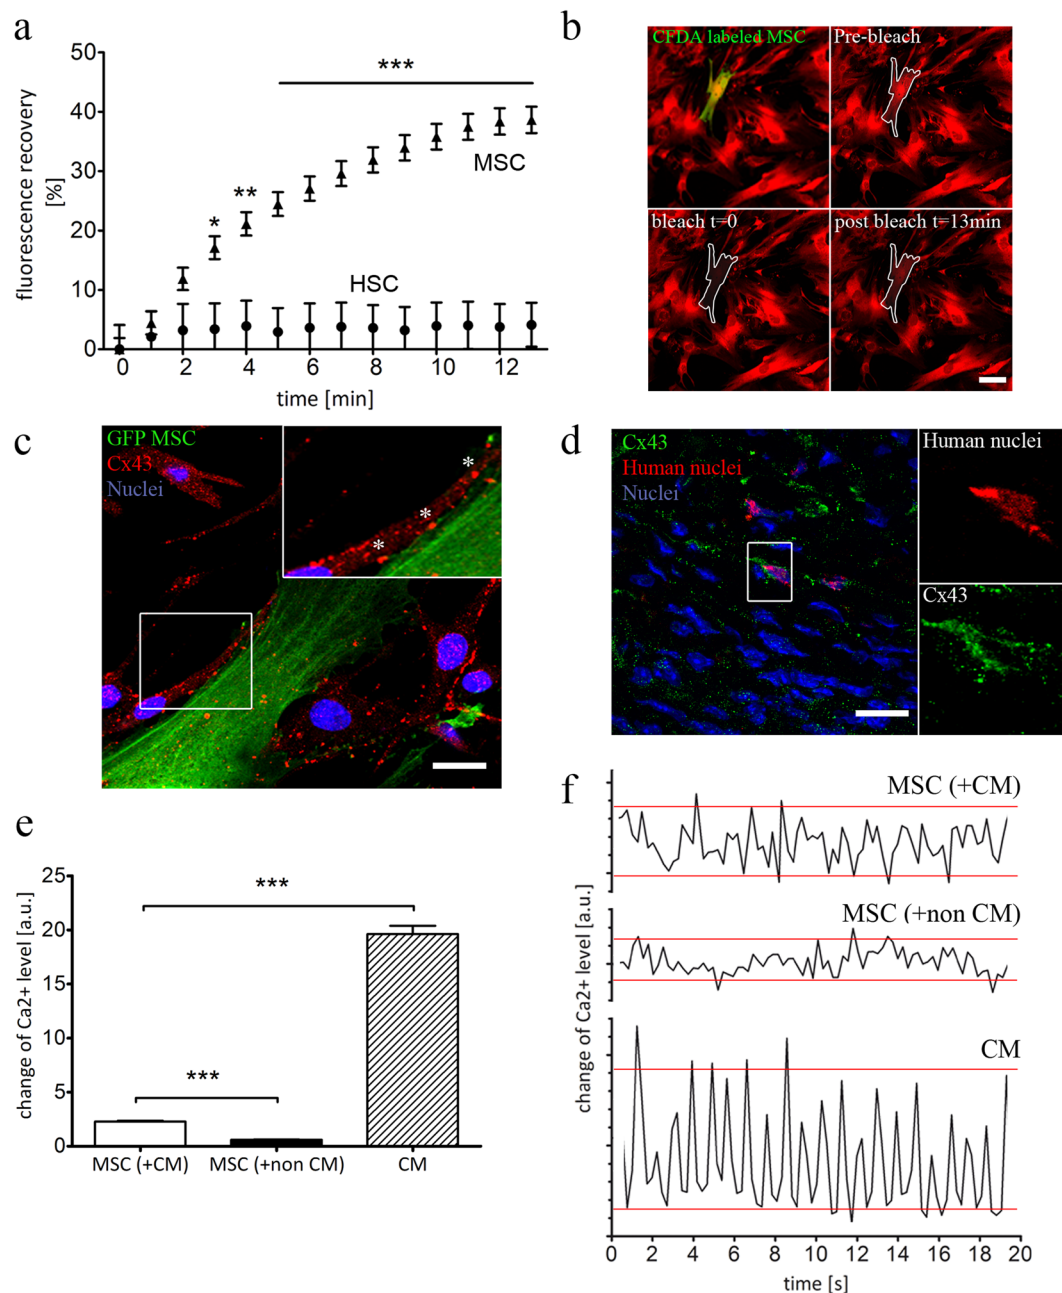 a
fluorescence recovery
[%]
50
40
30
20
10
0
***
**
*
MSC
HSC
0 2 4 6 8 10 12
time [min]
b
CFDA labeled MSC
Pre-bleach
bleach t=0
post bleach t=13min
c
GFP MSC
Cx43
Nuclei
*
*
*
d
Cx43
Human nuclei
Nuclei
Human nuclei
Cx43
e
change of Ca2+ level [a.u.]
25
20
15
10
5
0
***
***
MSC (+CM) MSC (+non CM) CM
f
change of Ca2+ level [a.u.]
MSC (+CM)
MSC (+non CM)
CM
0 2 4 6 8 10 12 14 16 18 20
time [s]